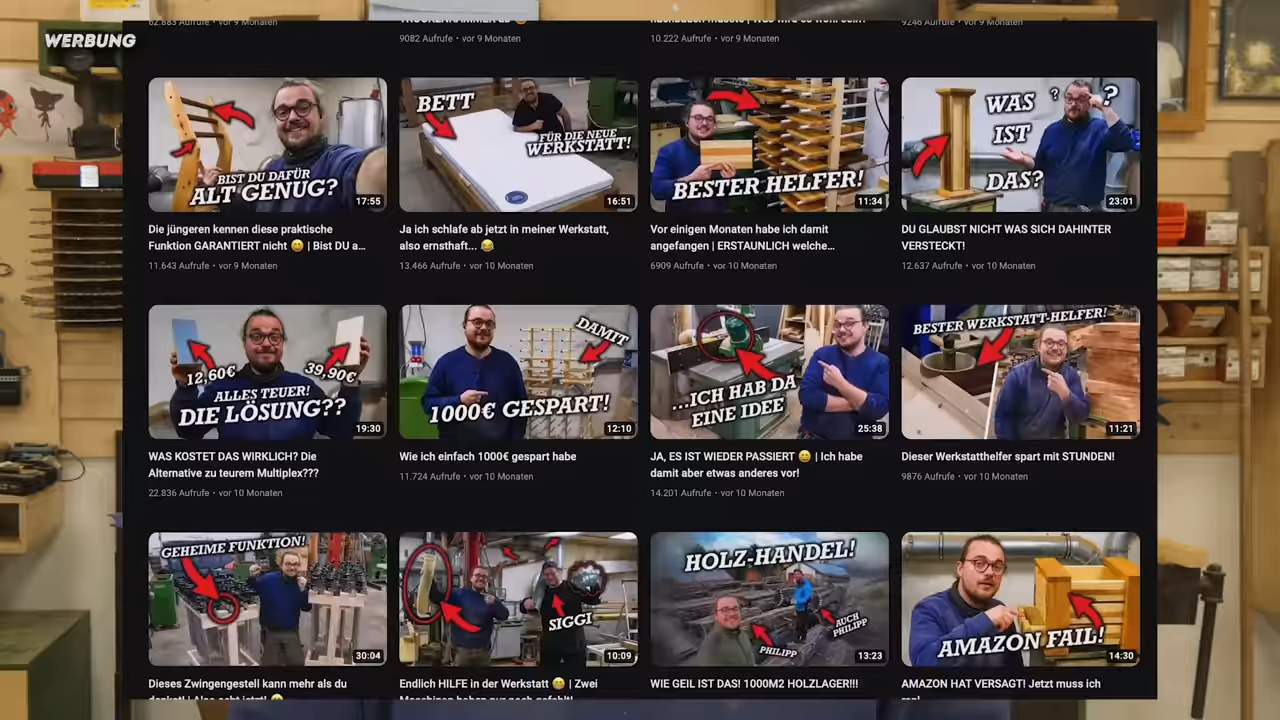 WERBUNG
62.883 Aufrufe • vor 9 Monaten
9082 Aufrufe • vor 9 Monaten
10.222 Aufrufe • vor 9 Monaten
9246 Aufrufe • vor 9 Monaten
BIST DU DAFÜR
ALT GENUG?
17:55
BETT
FÜR DIE NEUE
WERKSTATT!
16:51
BESTER HELFER!
11:34
WAS ? ?
IST
DAS?
23:01
Die jüngeren kennen diese praktische
Funktion GARANTIERT nicht 😄 | Bist DU a...
11.643 Aufrufe • vor 9 Monaten
Ja ich schlafe ab jetzt in meiner Werkstatt,
also ernsthaft... 😂
13.466 Aufrufe • vor 10 Monaten
Vor einigen Monaten habe ich damit
angefangen | ERSTAUNLICH welche...
6909 Aufrufe • vor 10 Monaten
DU GLAUBST NICHT WAS SICH DAHINTER
VERSTECKT!
12.637 Aufrufe • vor 10 Monaten
12,60€
39,90€
ALLES TEUER!
DIE LÖSUNG??
19:30
DAMIT
1000€ GESPART!
12:10
...ICH HAB DA
EINE IDEE
25:38
BESTER WERKSTATT-HELFER!
11:21
WAS KOSTET DAS WIRKLICH? Die
Alternative zu teurem Multiplex???
22.836 Aufrufe • vor 10 Monaten
Wie ich einfach 1000€ gespart habe
11.724 Aufrufe • vor 10 Monaten
JA, ES IST WIEDER PASSIERT 😄 | Ich habe
damit aber etwas anderes vor!
14.201 Aufrufe • vor 10 Monaten
Dieser Werkstatthelfer spart mit STUNDEN!
9876 Aufrufe • vor 10 Monaten
GEHEIME FUNKTION!
30:04
SIGGI
10:09
HOLZ-HANDEL!
PHILIPP
AUCH
PHILIPP
13:23
AMAZON FAIL!
14:30
Dieses Zwingengestell kann mehr als du
Endlich HILFE in der Werkstatt 😁 | Zwei
WIE GEIL IST DAS! 1000M2 HOLZLAGER!!!
AMAZON HAT VERSAGT! Jetzt muss ich